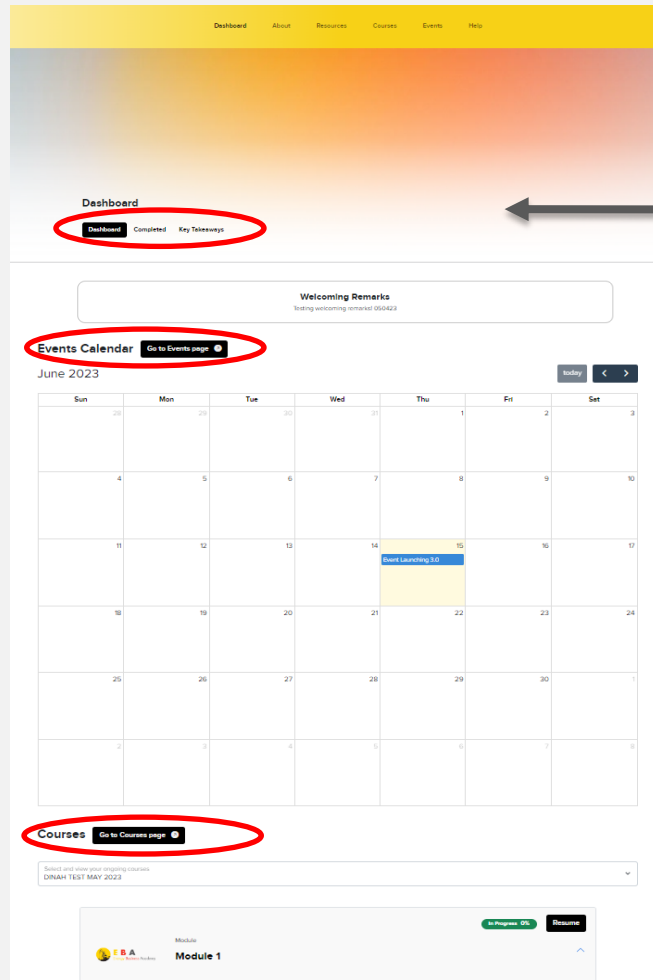 Dashboard About Resources Courses Events Help
Dashboard
Dashboard Completed Key Takeaways
Welcoming Remarks
Testing welcoming remarks! 050423
Events Calendar Go to Events page
June 2023 today
Sun Mon Tue Wed Thu Fri Sat
28 29 30 31 1 2 3
4 5 6 7 8 9 10
11 12 13 14 15 16 17
Event Launching 3.0
18 19 20 21 22 23 24
25 26 27 28 29 30 1
2 3 4 5 6 7 8
Courses Go to Courses page
Select and view your ongoing courses
DINAH TEST MAY 2023
In Progress 0% Resume
Module
IBA
Module 1